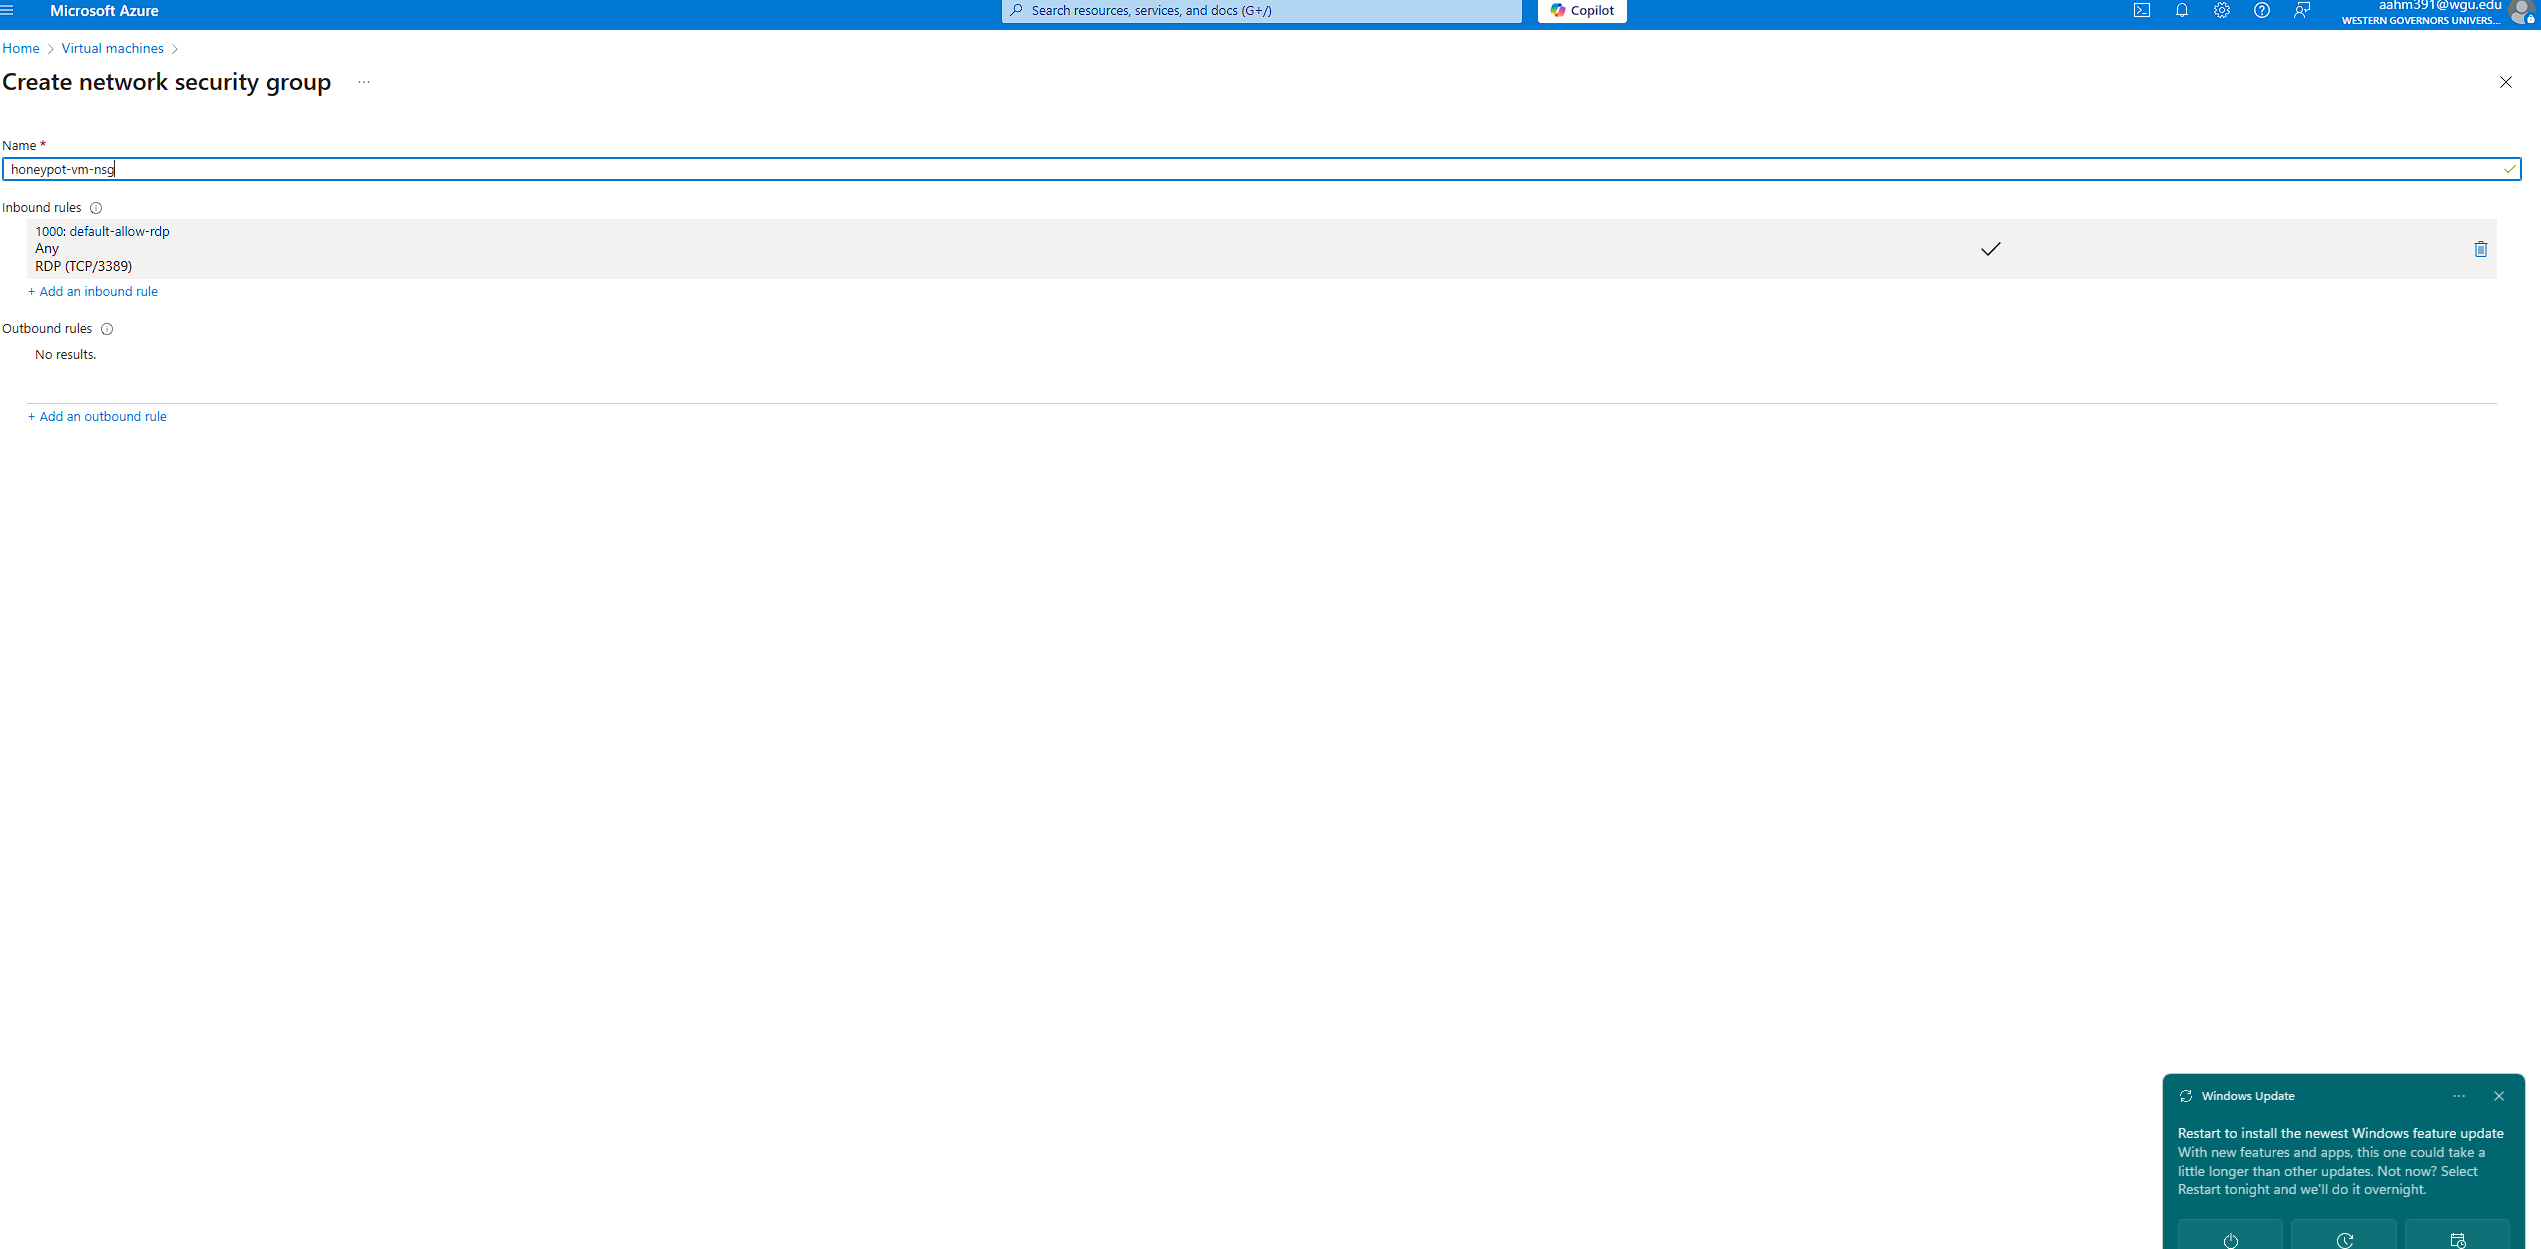 Microsoft Azure
Search resources, services, and docs (G+/)
Copilot
aahm391@wgu.edu
WESTERN GOVERNORS UNIVERS...
Home > Virtual machines >
Create network security group ...
Name *
honeypot-vm-nsg
Inbound rules
1000: default-allow-rdp
Any
RDP (TCP/3389)
+ Add an inbound rule
Outbound rules
No results.
+ Add an outbound rule
Windows Update
Restart to install the newest Windows feature update
With new features and apps, this one could take a
little longer than other updates. Not now? Select
Restart tonight and we'll do it overnight.